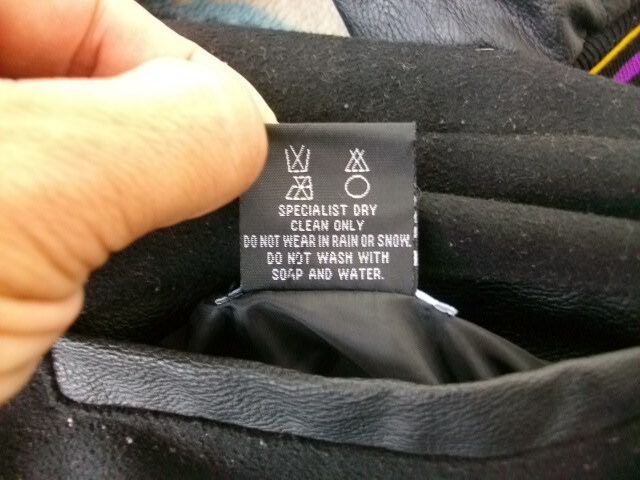 SPECIALIST DRY
CLEAN ONLY
DO NOT WEAR IN RAIN OR SNOW.
DO NOT WASH WITH
SOAP AND WATER.